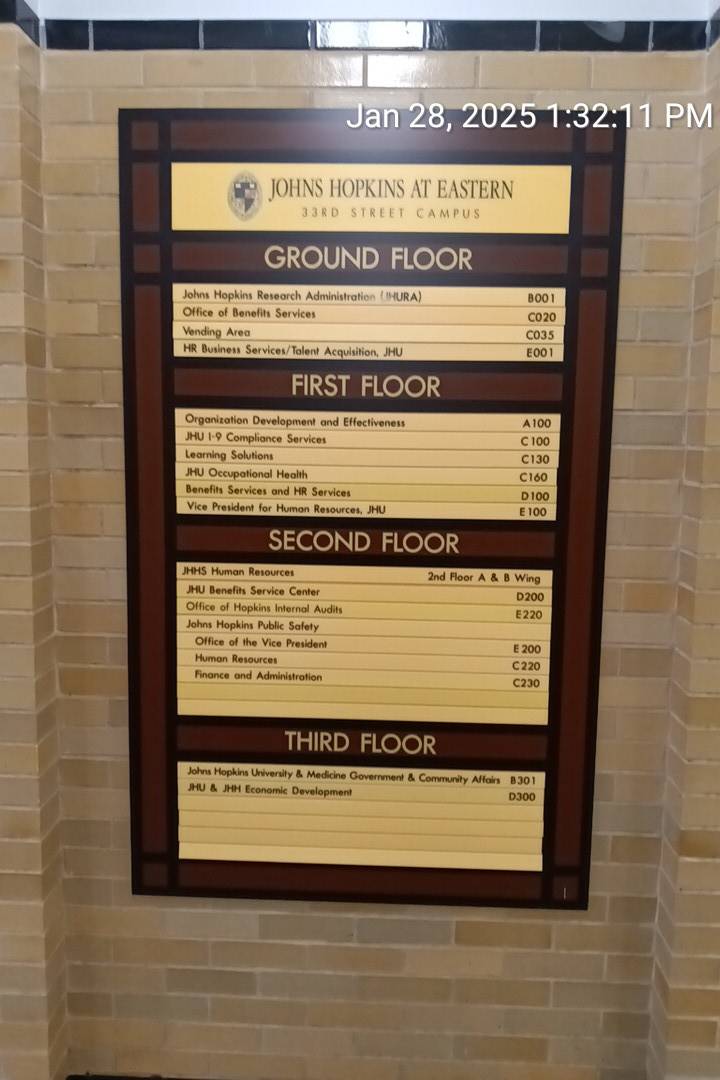 Jan 28, 2025 1:32:11 PM
JOHNS HOPKINS AT EASTERN
33RD STREET CAMPUS
GROUND FLOOR
Johns Hopkins Research Administration (JHURA) B001
Office of Benefits Services C020
Vending Area C035
HR Business Services/Talent Acquisition, JHU E001
FIRST FLOOR
Organization Development and Effectiveness A100
JHU I-9 Compliance Services C100
Learning Solutions C130
JHU Occupational Health C160
Benefits Services and HR Services D100
Vice President for Human Resources, JHU E100
SECOND FLOOR
JHHS Human Resources 2nd Floor A & B Wing
JHU Benefits Service Center D200
Office of Hopkins Internal Audits E220
Johns Hopkins Public Safety
Office of the Vice President E200
Human Resources C220
Finance and Administration C230
THIRD FLOOR
Johns Hopkins University & Medicine Government & Community Affairs B301
JHU & JHH Economic Development D300